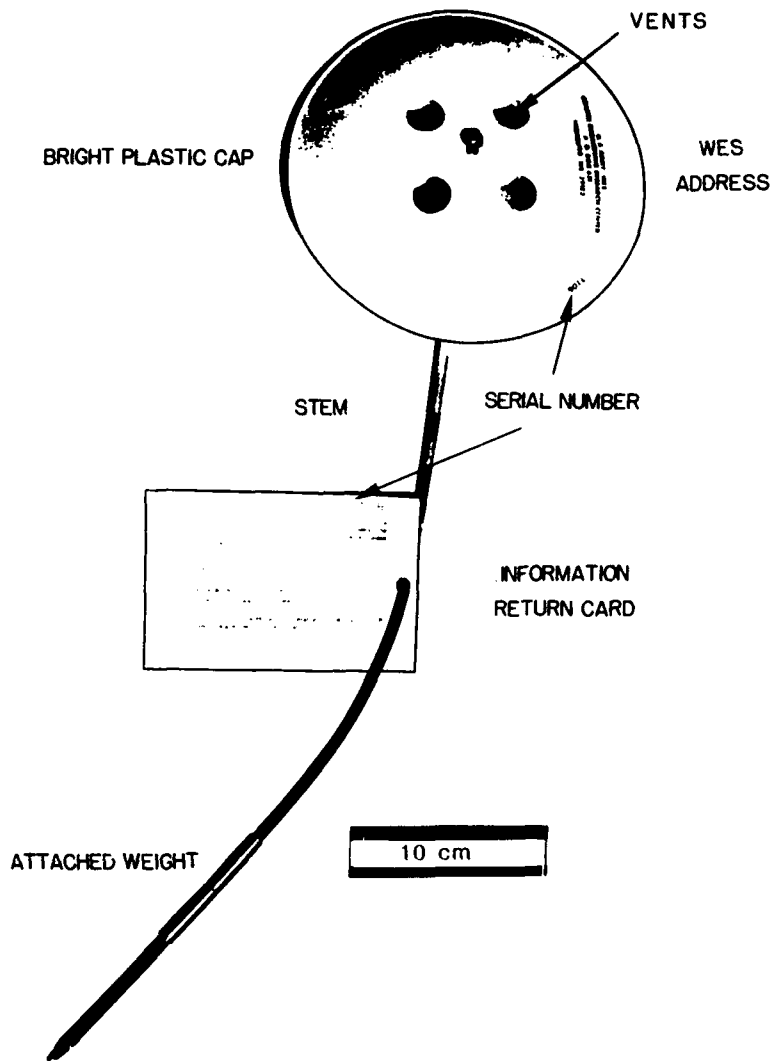 VENTS
BRIGHT PLASTIC CAP
WES
ADDRESS
STEM
SERIAL NUMBER
INFORMATION
RETURN CARD
ATTACHED WEIGHT
10 cm